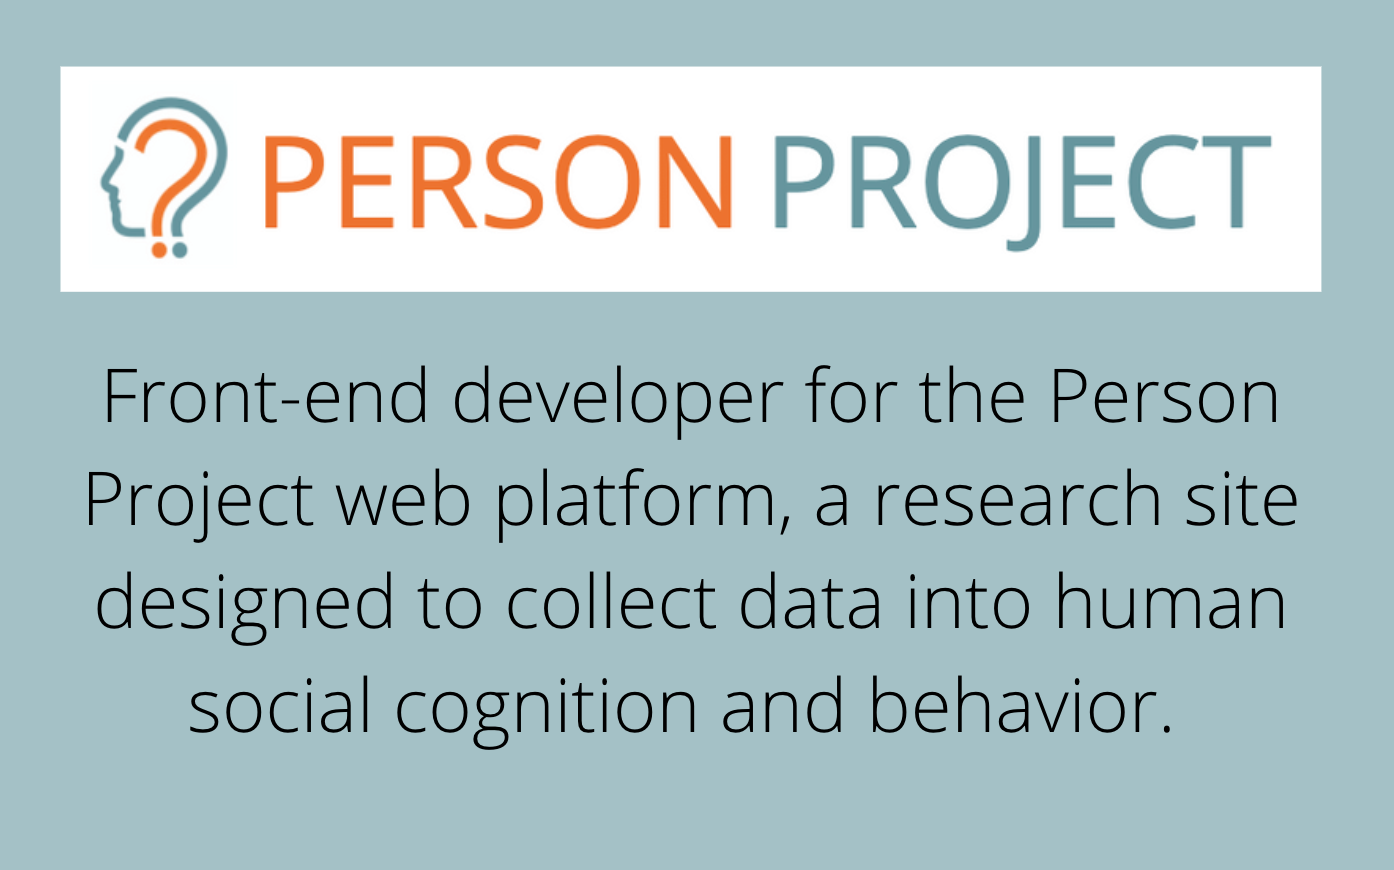 PERSON PROJECT
Front-end developer for the Person
Project web platform, a research site
designed to collect data into human
social cognition and behavior.